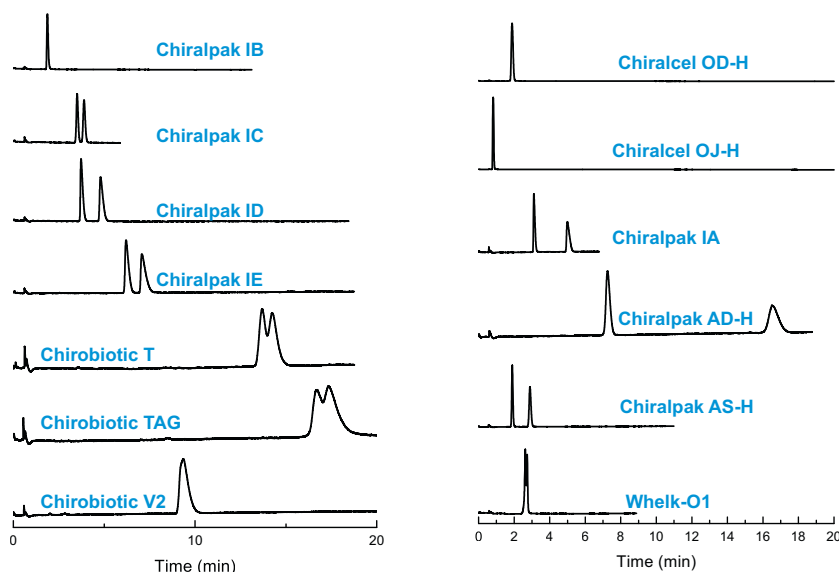 Chiralpak IB
Chiralpak IC
Chiralpak ID
Chiralpak IE
Chirobiotic T
Chirobiotic TAG
Chirobiotic V2
0 10 20
Time (min)
Chiralcel OD-H
Chiralcel OJ-H
Chiralpak IA
Chiralpak AD-H
Chiralpak AS-H
Whelk-O1
0 2 4 6 8 10 12 14 16 18 20
Time (min)